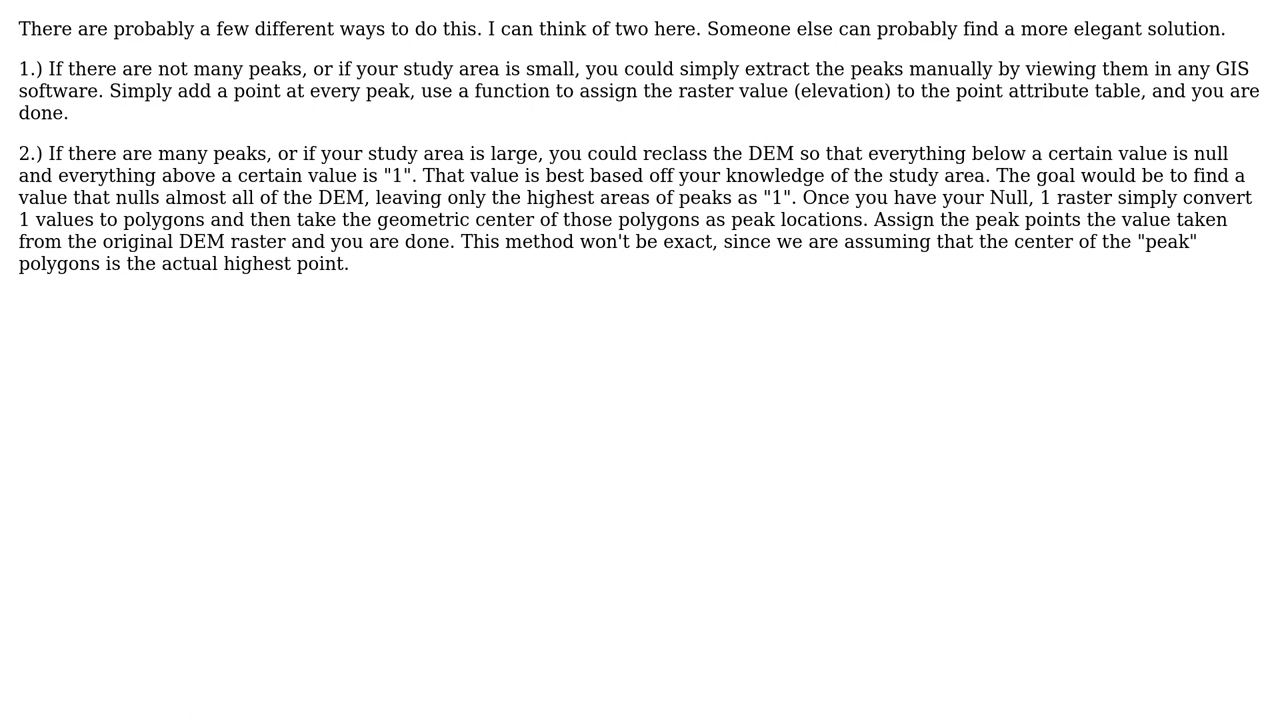 There are probably a few different ways to do this. I can think of two here. Someone else can probably find a more elegant solution.
1.) If there are not many peaks, or if your study area is small, you could simply extract the peaks manually by viewing them in any GIS
software. Simply add a point at every peak, use a function to assign the raster value (elevation) to the point attribute table, and you are
done.
2.) If there are many peaks, or if your study area is large, you could reclass the DEM so that everything below a certain value is null
and everything above a certain value is "1". That value is best based off your knowledge of the study area. The goal would be to find a
value that nulls almost all of the DEM, leaving only the highest areas of peaks as "1". Once you have your Null, 1 raster simply convert
1 values to polygons and then take the geometric center of those polygons as peak locations. Assign the peak points the value taken
from the original DEM raster and you are done. This method won't be exact, since we are assuming that the center of the "peak"
polygons is the actual highest point.